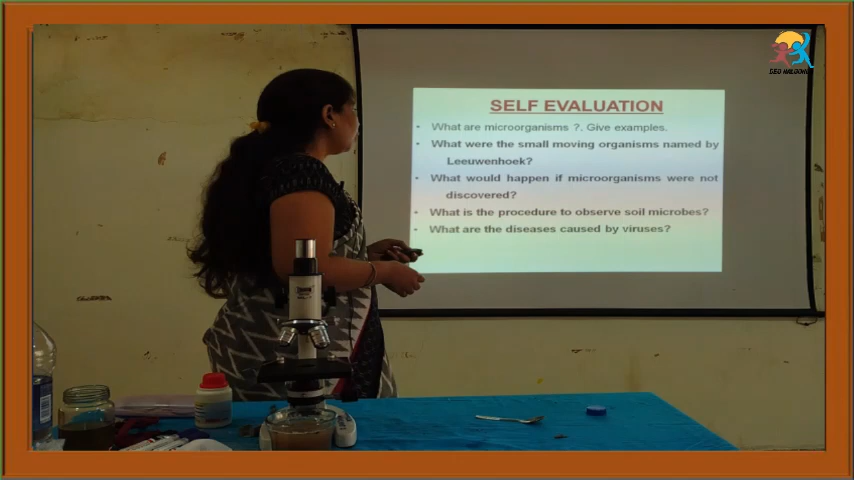 SELF EVALUATION
• What are microorganisms ?. Give examples.
• What were the small moving organisms named by
Leeuwenhoek?
• What would happen if microorganisms were not
discovered?
• What is the procedure to observe soil microbes?
• What are the diseases caused by viruses?